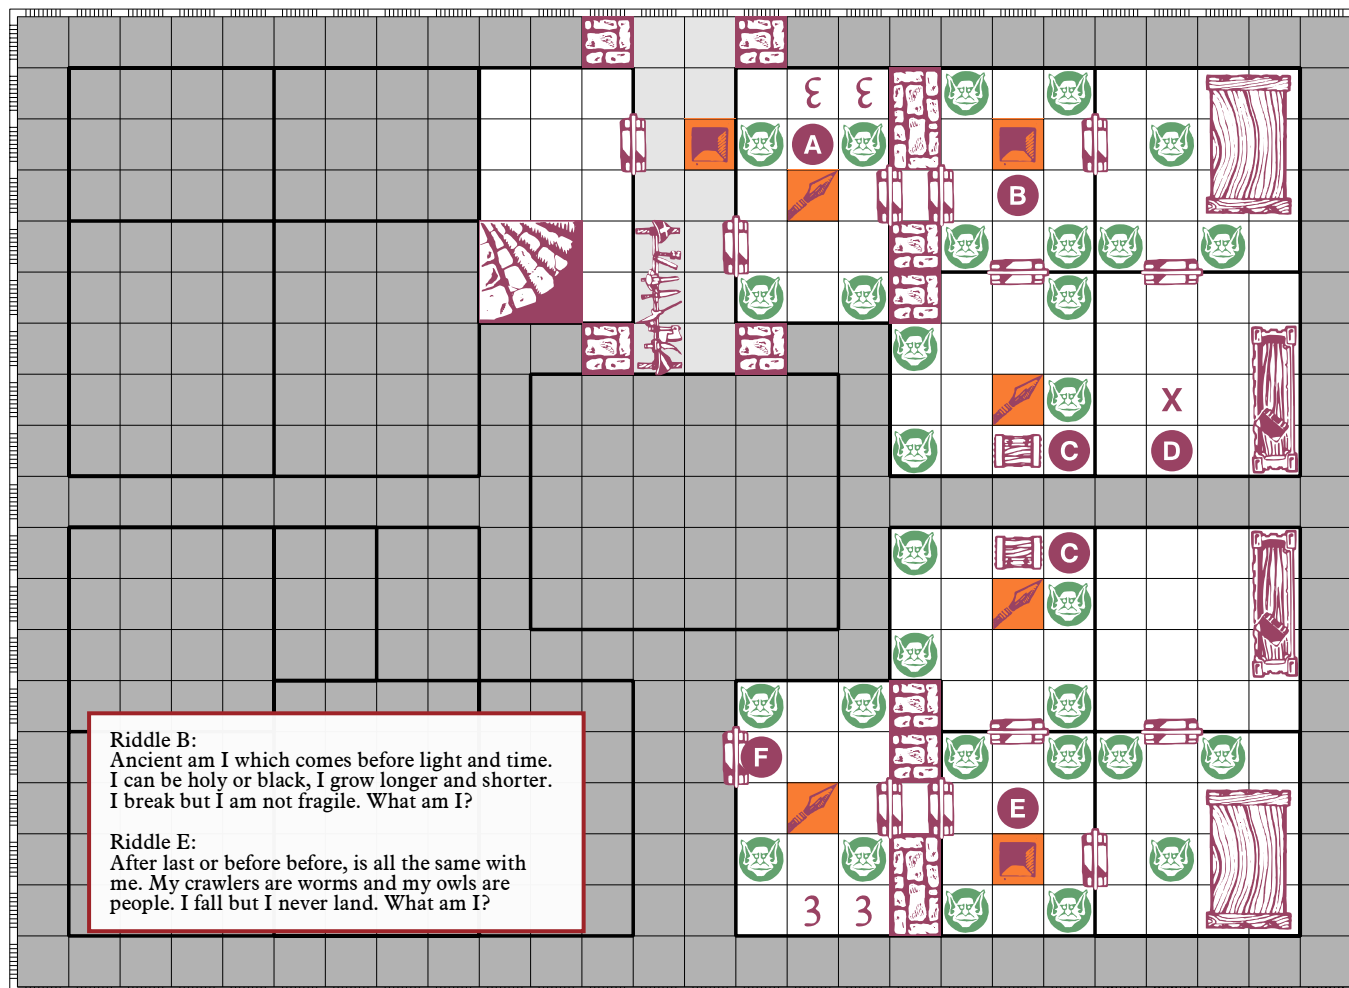 ε ε
A
B
X
C
D
C
F
E
3 3
Riddle B:
Ancient am I which comes before light and time.
I can be holy or black, I grow longer and shorter.
I break but I am not fragile. What am I?
Riddle E:
After last or before before, is all the same with
me. My crawlers are worms and my owls are
people. I fall but I never land. What am I?